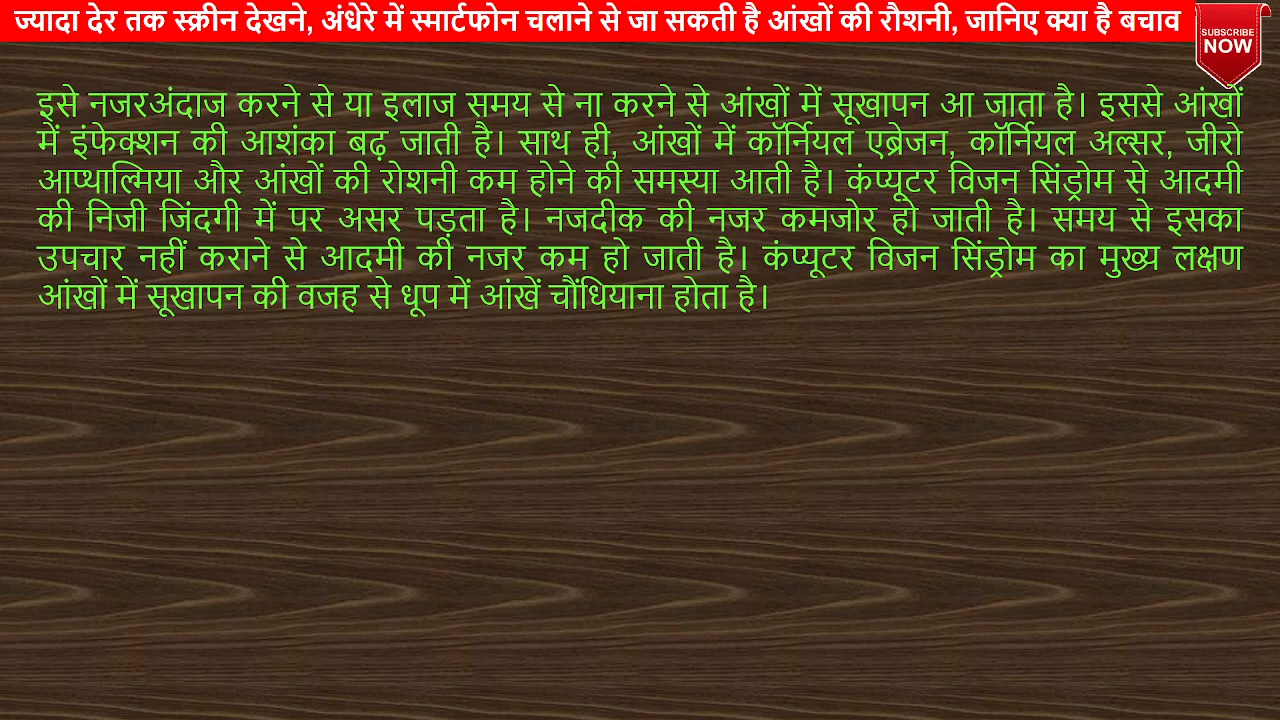 ज्यादा देर तक स्क्रीन देखने, अंधेरे में स्मार्टफोन चलाने से जा सकती है आंखों की रौशनी, जानिए क्या है बचाव
SUBSCRIBE
NOW
इसे नजरअंदाज करने से या इलाज समय से ना करने से आंखों में सूखापन आ जाता है। इससे आंखों
में इंफेक्शन की आशंका बढ़ जाती है। साथ ही, आंखों में कॉर्नियल एब्रेजन, कॉर्नियल अल्सर, जीरो
आप्थाल्मिया और आंखों की रोशनी कम होने की समस्या आती है। कंप्यूटर विजन सिंड्रोम से आदमी
की निजी जिंदगी में पर असर पड़ता है। नजदीक की नजर कमजोर हो जाती है। समय से इसका
उपचार नहीं कराने से आदमी की नजर कम हो जाती है। कंप्यूटर विजन सिंड्रोम का मुख्य लक्षण
आंखों में सूखापन की वजह से धूप में आंखें चौंधियाना होता है।